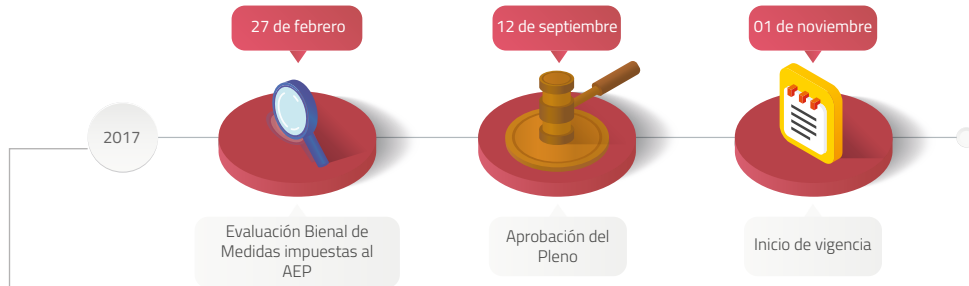 27 de febrero
12 de septiembre
01 de noviembre
2017
Evaluación Bienal de
Medidas impuestas al
AEP
Aprobación del
Pleno
Inicio de vigencia